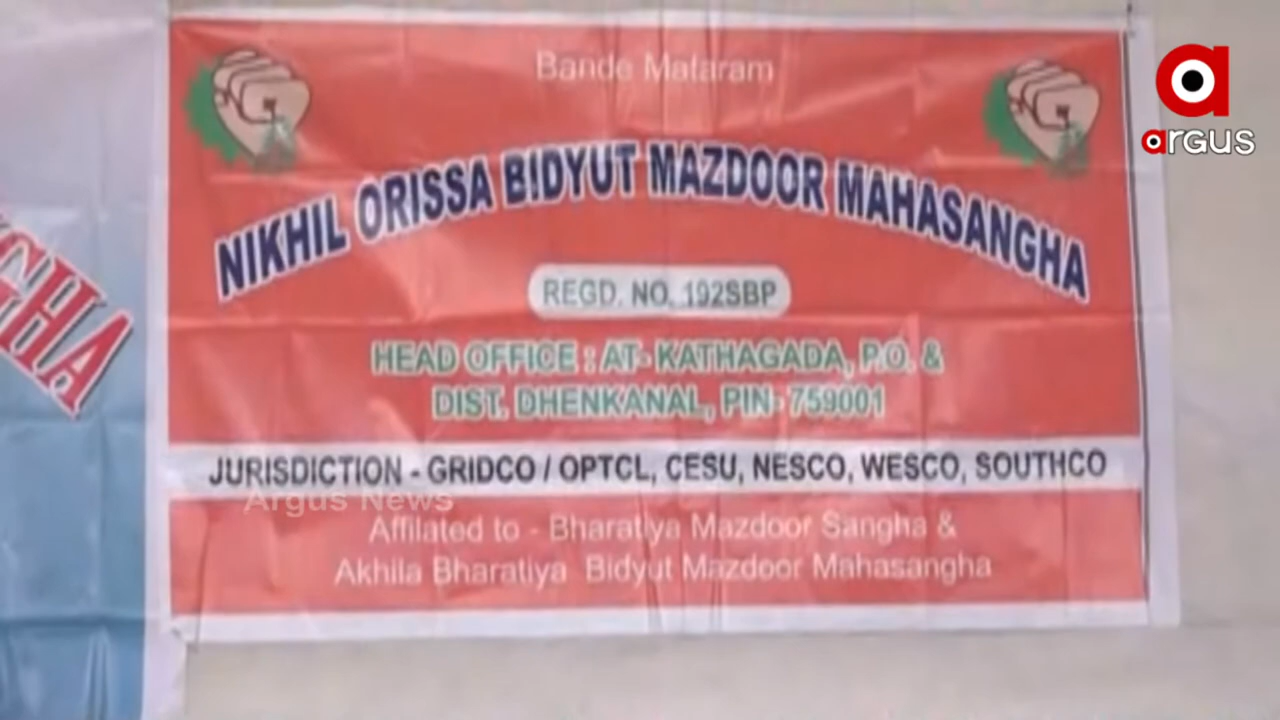 Bande Mataram
NIKHIL ORISSA BIDYUT MAZDOOR MAHASANGHA
REGD. NO. 192SBP
HEAD OFFICE : AT- KATHAGADA, P.O. &
DIST. DHENKANAL, PIN- 759001
JURISDICTION - GRIDCO / OPTCL, CESU, NESCO, WESCO, SOUTHCO
Argus News
Affilated to - Bharatiya Mazdoor Sangha &
Akhila Bharatiya Bidyut Mazdoor Mahasangha
argus
GHA